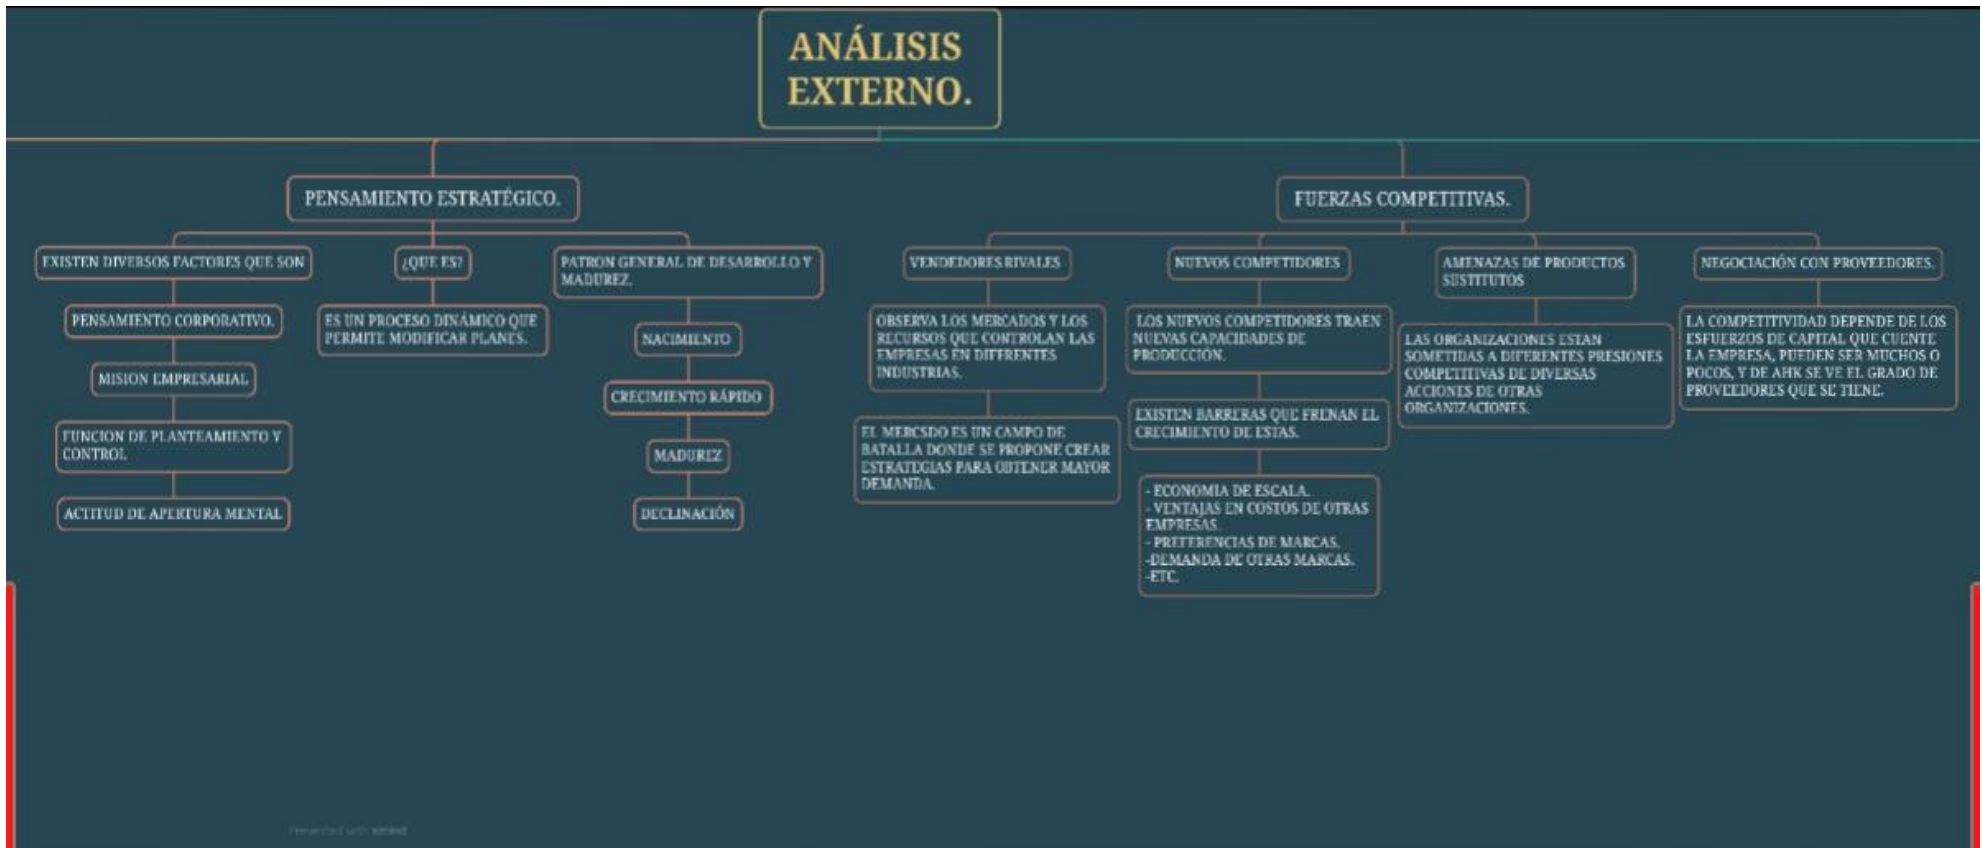 ANÁLISIS
EXTERNO.
PENSAMIENTO ESTRATÉGICO.
EXISTEN DIVERSOS FACTORES QUE SON
PENSAMIENTO CORPORATIVO.
MISION EMPRESARIAL
FUNCION DE PLANTEAMIENTO Y
CONTROL
ACTITUD DE APERTURA MENTAL
¿QUE ES?
ES UN PROCESO DINÁMICO QUE
PERMITE MODIFICAR PLANES.
PATRON GENERAL DE DESARROLLO Y
MADUREZ.
NACIMIENTO
CRECIMIENTO RÁPIDO
MADUREZ
DECLINACIÓN
FUERZAS COMPETITIVAS.
VENDEDORES RIVALES
OBSERVA LOS MERCADOS Y LOS
RECURSOS QUE CONTROLAN LAS
EMPRESAS EN DIFERENTES
INDUSTRIAS.
EL MERCSDO ES UN CAMPO DE
BATALLA DONDE SE PROPONE CREAR
ESTRATEGIAS PARA OBTENER MAYOR
DEMANDA.
NUEVOS COMPETIDORES
LOS NUEVOS COMPETIDORES TRAEN
NUEVAS CAPACIDADES DE
PRODUCCIÓN.
EXISTEN BARRERAS QUE FRENAN EL
CRECIMIENTO DE ESTAS.
- ECONOMIA DE ESCALA.
- VENTAJAS EN COSTOS DE OTRAS
EMPRESAS.
- PREFERENCIAS DE MARCAS.
-DEMANDA DE OTRAS MARCAS.
-ETC.
AMENAZAS DE PRODUCTOS
SUSTITUTOS
LAS ORGANIZACIONES ESTAN
SOMETIDAS A DIFERENTES PRESIONES
COMPETITIVAS DE DIVERSAS
ACCIONES DE OTRAS
ORGANIZACIONES.
NEGOCIACIÓN CON PROVEEDORES.
LA COMPETITIVIDAD DEPENDE DE LOS
ESFUERZOS DE CAPITAL QUE CUENTE
LA EMPRESA, PUEDEN SER MUCHOS O
POCOS, Y DE AHK SE VE EL GRADO DE
PROVEEDORES QUE SE TIENE.
Presented with xmind